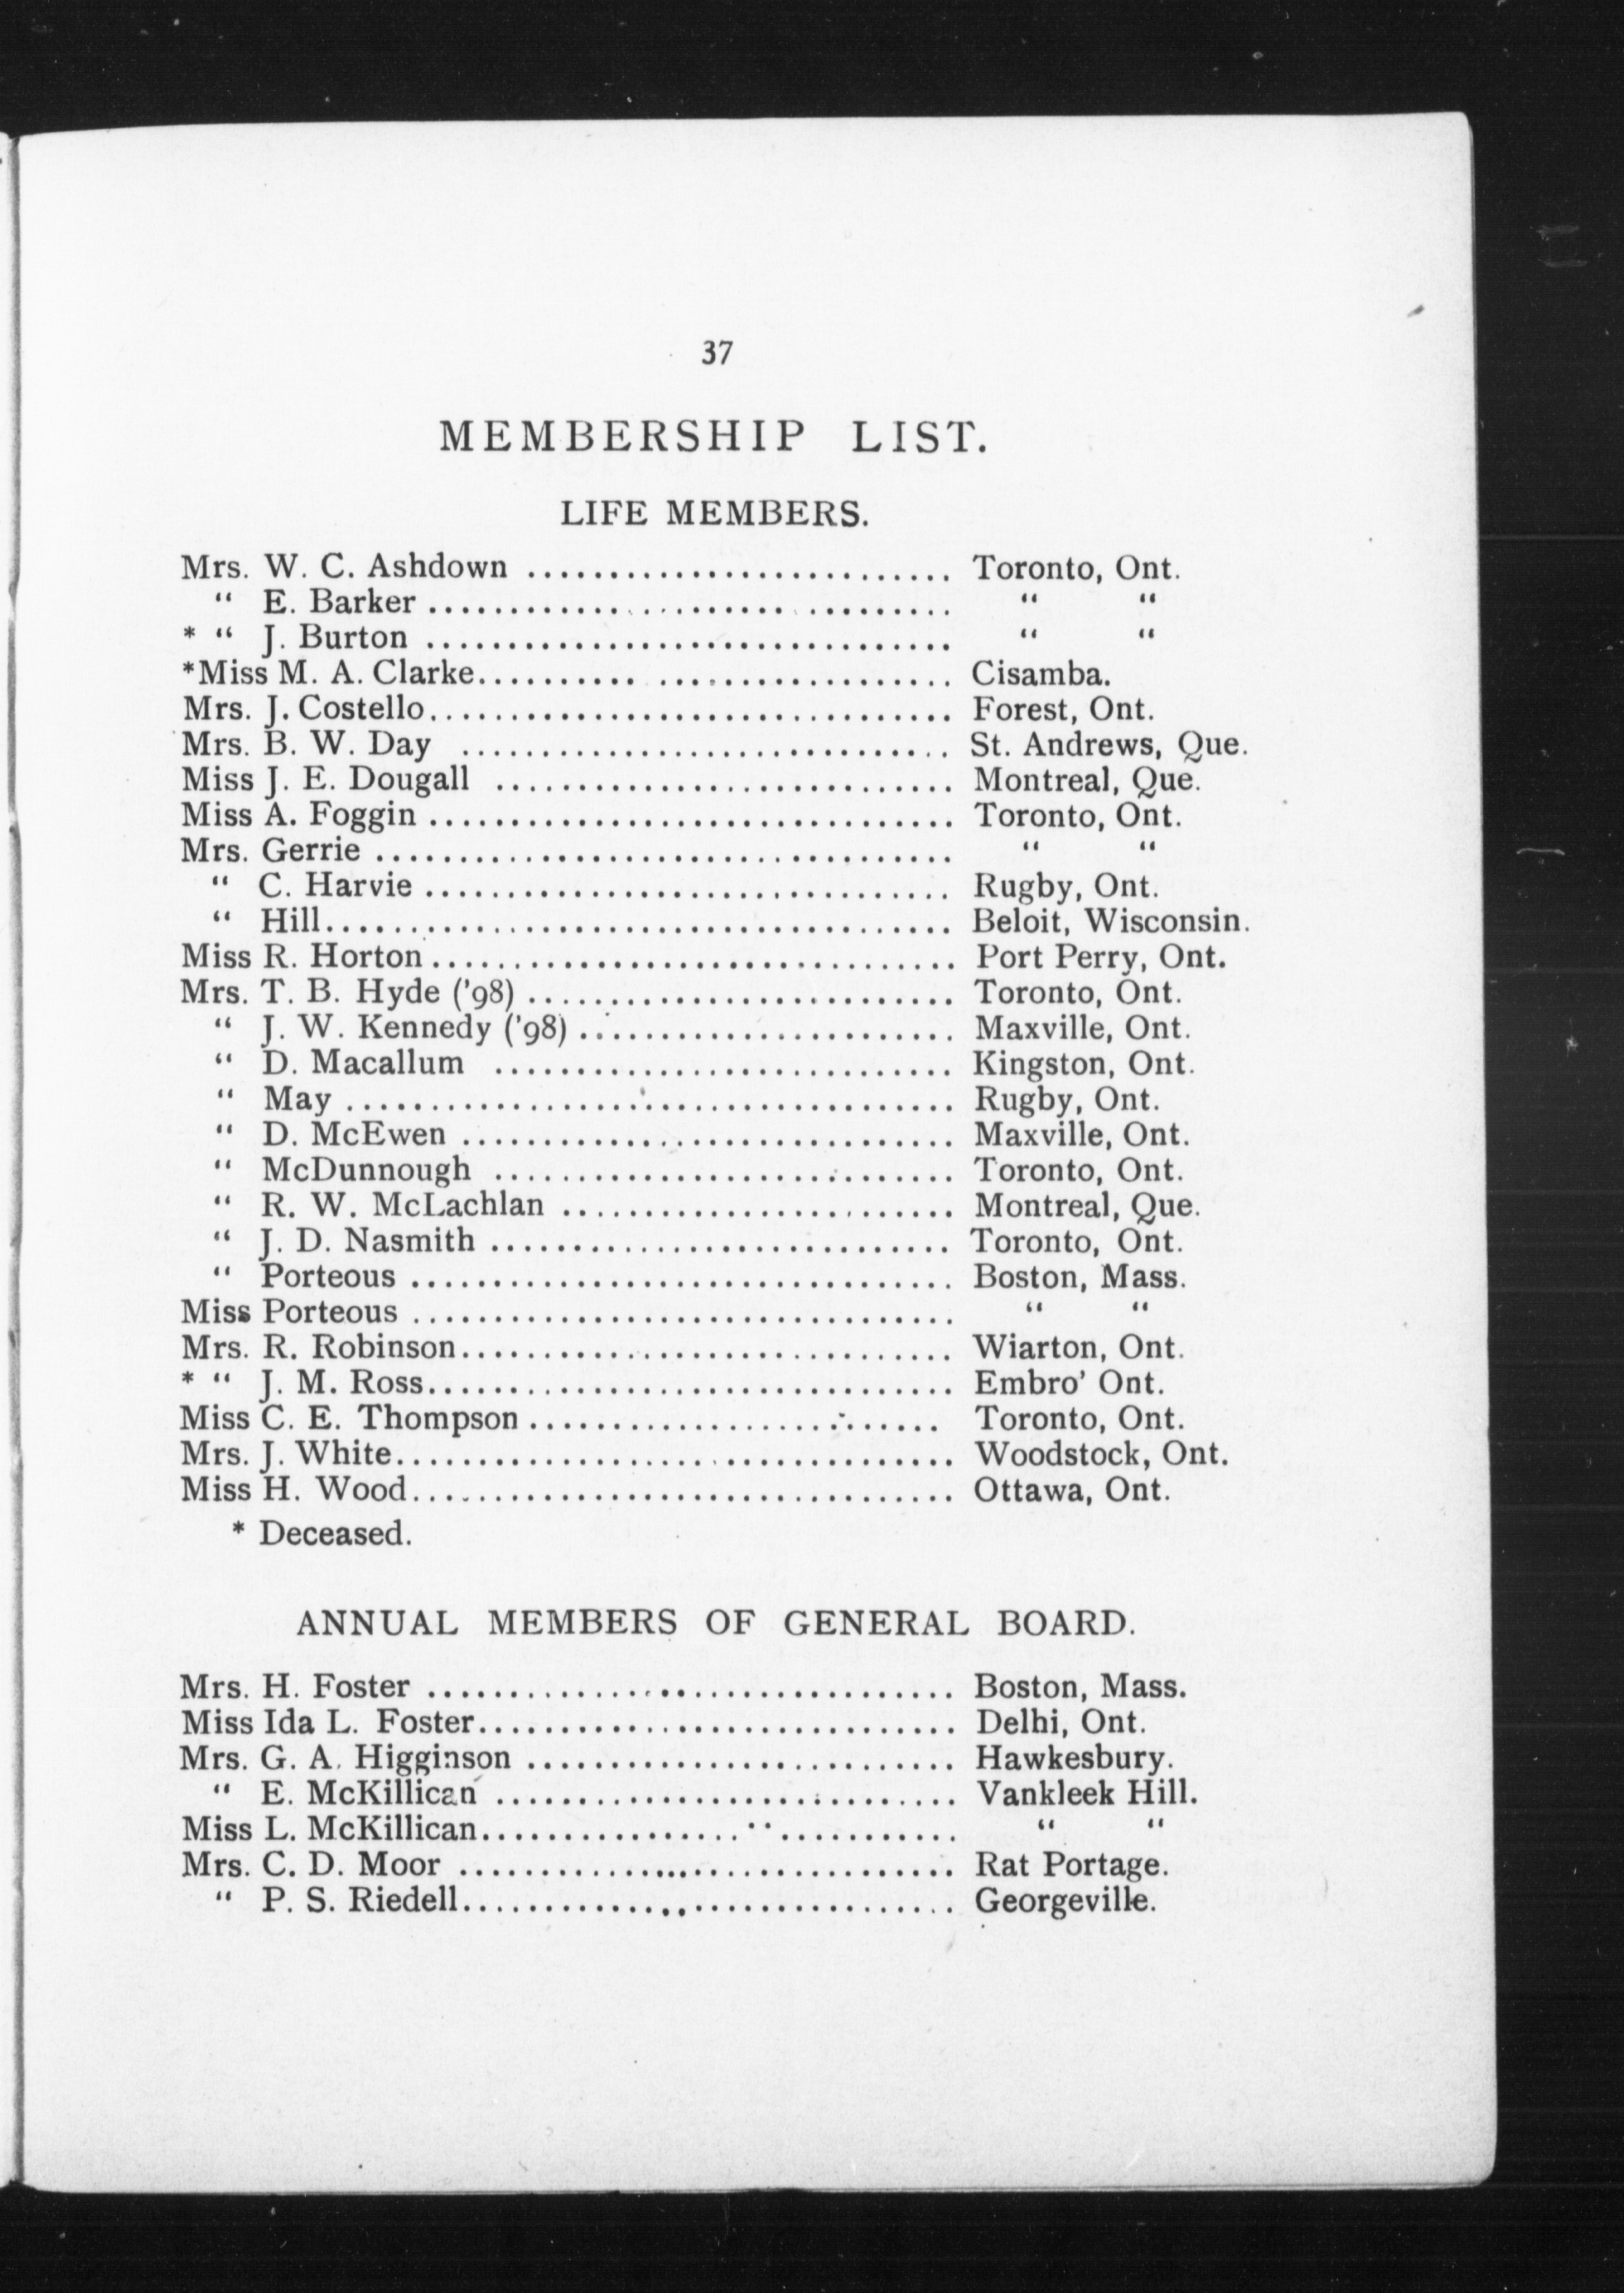 37
MEMBERSHIP LIST.
LIFE MEMBERS.
Mrs. W. C. Ashdown .......................... Toronto, Ont.
“ E. Barker ................................ “ “
* “ J. Burton ................................ “ “
*Miss M. A. Clarke............................. Cisamba.
Mrs. J. Costello................................ Forest, Ont.
Mrs. B. W. Day .............................. St. Andrews, Que.
Miss J. E. Dougall ............................ Montreal, Que.
Miss A. Foggin ................................ Toronto, Ont.
Mrs. Gerrie ................................... “ “
“ C. Harvie ................................ Rugby, Ont.
“ Hill...................................... Beloit, Wisconsin.
Miss R. Horton ................................ Port Perry, Ont.
Mrs. T. B. Hyde (’98) .......................... Toronto, Ont.
“ J. W. Kennedy (’98) ....................... Maxville, Ont.
“ D. Macallum ............................ Kingston, Ont.
“ May ..................................... Rugby, Ont.
“ D. McEwen .............................. Maxville, Ont.
“ McDunnough ............................ Toronto, Ont.
“ R. W. McLachlan ........................ Montreal, Que.
“ J. D. Nasmith ............................ Toronto, Ont.
“ Porteous ................................. Boston, Mass.
Miss Porteous ................................. “ “
Mrs. R. Robinson.............................. Wiarton, Ont.
* “ J. M. Ross................................ Embro’ Ont.
Miss C. E. Thompson ......................... Toronto, Ont.
Mrs. J. White.................................. Woodstock, Ont.
Miss H. Wood................................. Ottawa, Ont.
* Deceased.
ANNUAL MEMBERS OF GENERAL BOARD.
Mrs. H. Foster ................................ Boston, Mass.
Miss Ida L. Foster............................. Delhi, Ont.
Mrs. G. A. Higginson .......................... Hawkesbury.
“ E. McKillican ............................ Vankleek Hill.
Miss L. McKillican............................. “ “
Mrs. C. D. Moor .............................. Rat Portage.
“ P. S. Riedell.............................. Georgeville.